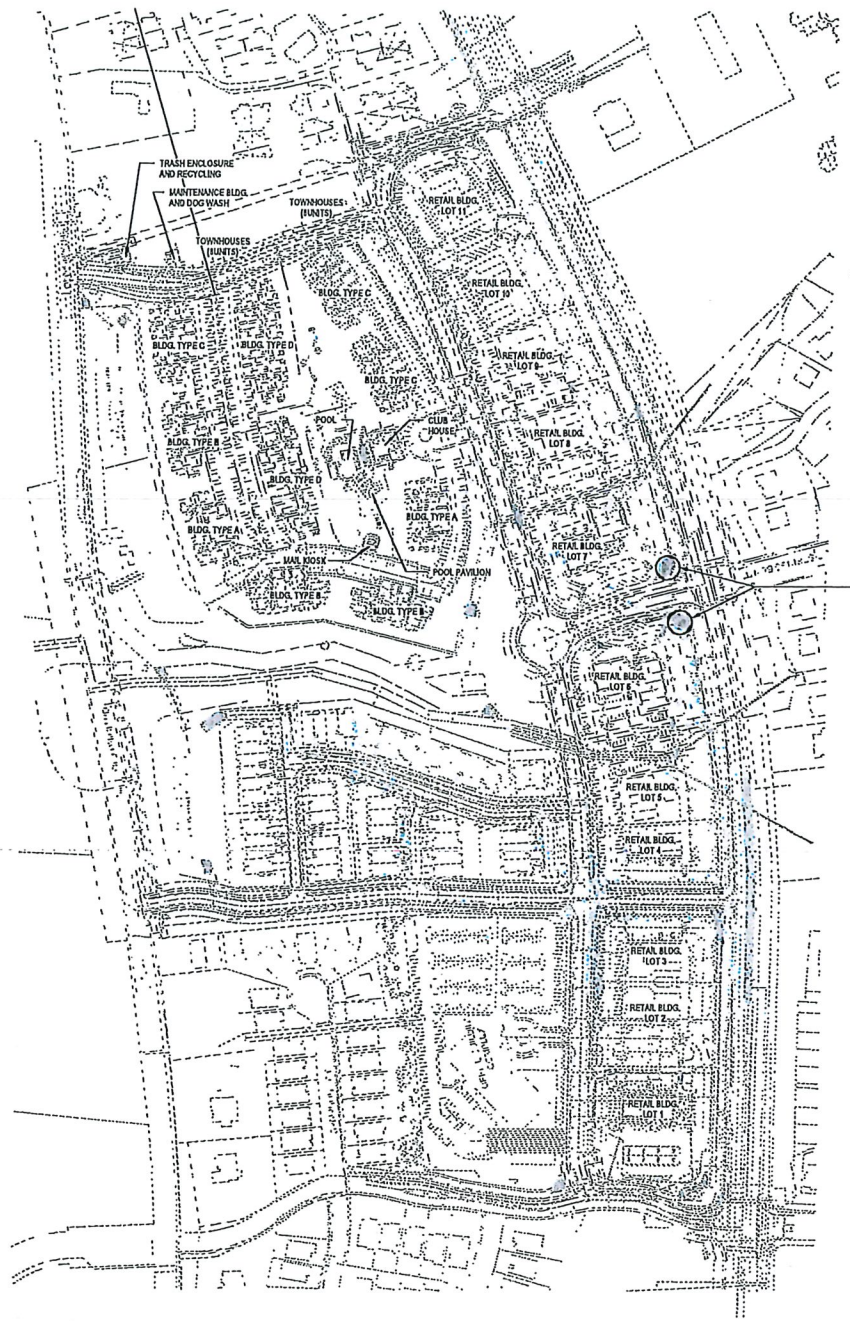 TRASH ENCLOSURE
AND RECYCLING
MAINTENANCE BLDG.
AND DOG WASH
TOWNHOUSES
(8UNITS)
TOWNHOUSES
(8UNITS)
RETAIL BLDG.
LOT 11
BLDG. TYPE C
RETAIL BLDG.
LOT 10
BLDG. TYPE C
BLDG. TYPE D
RETAIL BLDG.
LOT 9
BLDG. TYPE C
POOL
CLUB
HOUSE
RETAIL BLDG.
LOT 8
BLDG. TYPE B
BLDG. TYPE D
BLDG. TYPE A
BLDG. TYPE A
RETAIL BLDG.
LOT 7
MAIL KIOSK
POOL PAVILION
BLDG. TYPE B
BLDG. TYPE B
RETAIL BLDG.
LOT 6
RETAIL BLDG.
LOT 5
RETAIL BLDG.
LOT 4
RETAIL BLDG.
LOT 3
RETAIL BLDG.
LOT 2
RETAIL BLDG.
LOT 1